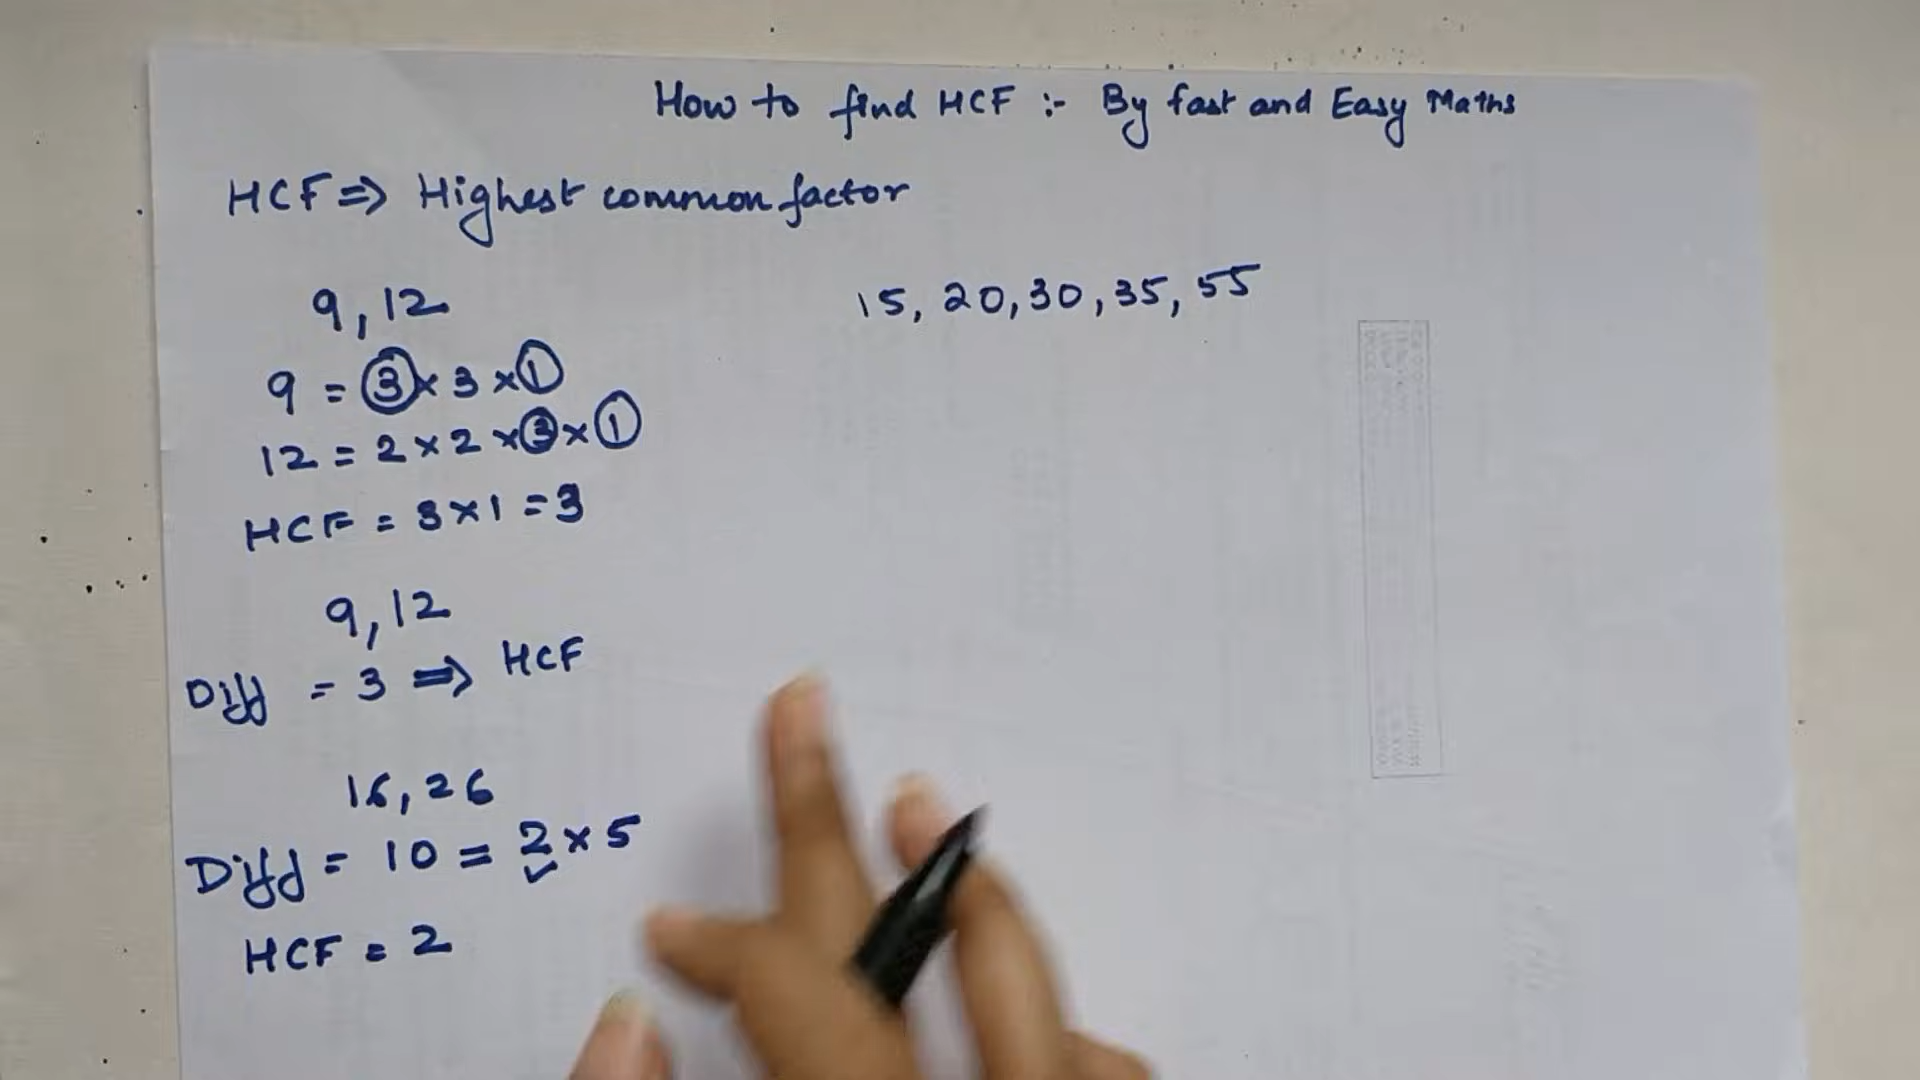 How to find HCF :- By fast and Easy Maths
HCF => Highest common factor
9, 12
9 = 3 × 3 × 1
12 = 2 × 2 × 3 × 1
HCF = 3 × 1 = 3
9, 12
Diff = 3 => HCF
16, 26
Diff = 10 = 2 × 5
HCF = 2
15, 20, 30, 35, 55